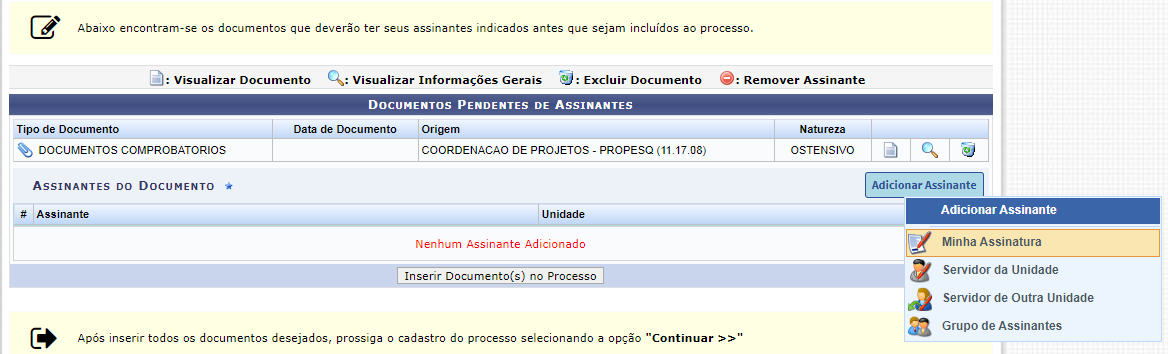 Abaixo encontram-se os documentos que deverão ter seus assinantes indicados antes que sejam incluídos ao processo.
: Visualizar Documento : Visualizar Informações Gerais : Excluir Documento : Remover Assinante
Documentos Pendentes de Assinantes
Tipo de Documento Data de Documento Origem Natureza
DOCUMENTOS COMPROBATORIOS COORDENACAO DE PROJETOS - PROPESQ (11.17.08) OSTENSIVO
Assinantes do Documento Adicionar Assinante
# Assinante Unidade
Nenhum Assinante Adicionado
Inserir Documento(s) no Processo
Adicionar Assinante
Minha Assinatura
Servidor da Unidade
Servidor de Outra Unidade
Grupo de Assinantes
Após inserir todos os documentos desejados, prossiga o cadastro do processo selecionando a opção "Continuar >>"